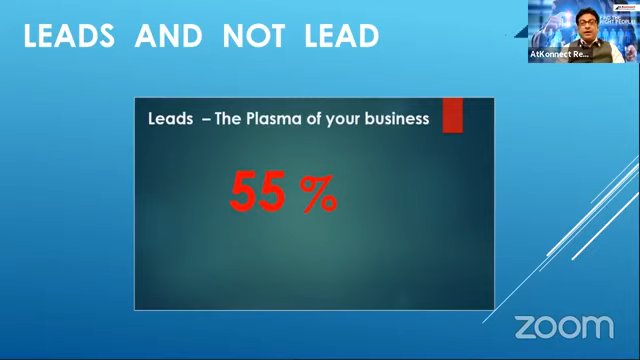 LEADS AND NOT LEAD
AtKonnect Re...
Leads – The Plasma of your business
55 %
zoom